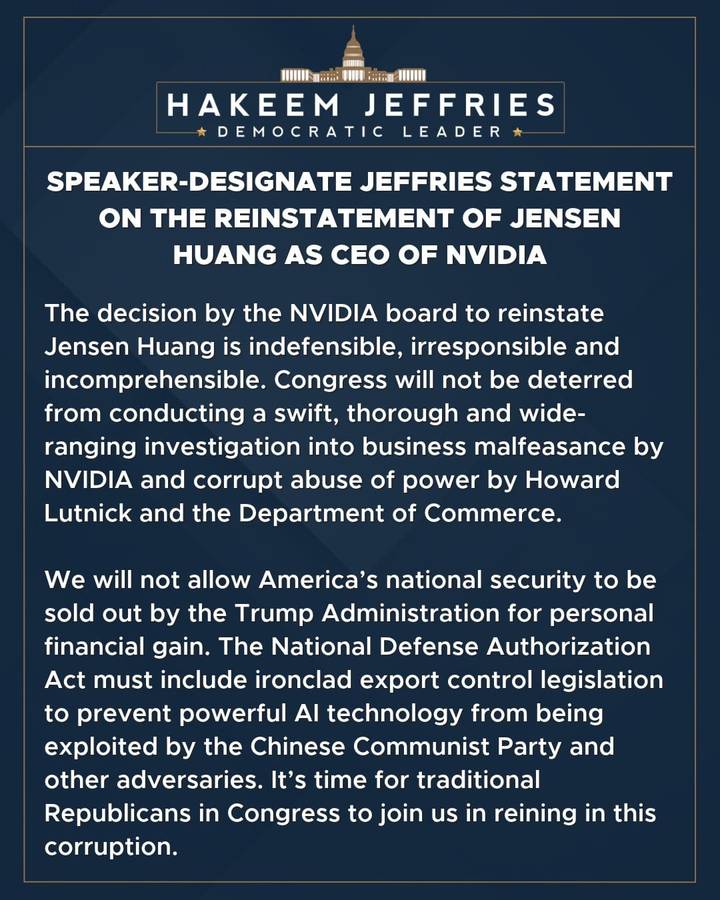 HAKEEM JEFFRIES
DEMOCRATIC LEADER
SPEAKER-DESIGNATE JEFFRIES STATEMENT
ON THE REINSTATEMENT OF JENSEN
HUANG AS CEO OF NVIDIA
The decision by the NVIDIA board to reinstate
Jensen Huang is indefensible, irresponsible and
incomprehensible. Congress will not be deterred
from conducting a swift, thorough and wide-
ranging investigation into business malfeasance by
NVIDIA and corrupt abuse of power by Howard
Lutnick and the Department of Commerce.
We will not allow America’s national security to be
sold out by the Trump Administration for personal
financial gain. The National Defense Authorization
Act must include ironclad export control legislation
to prevent powerful AI technology from being
exploited by the Chinese Communist Party and
other adversaries. It’s time for traditional
Republicans in Congress to join us in reining in this
corruption.